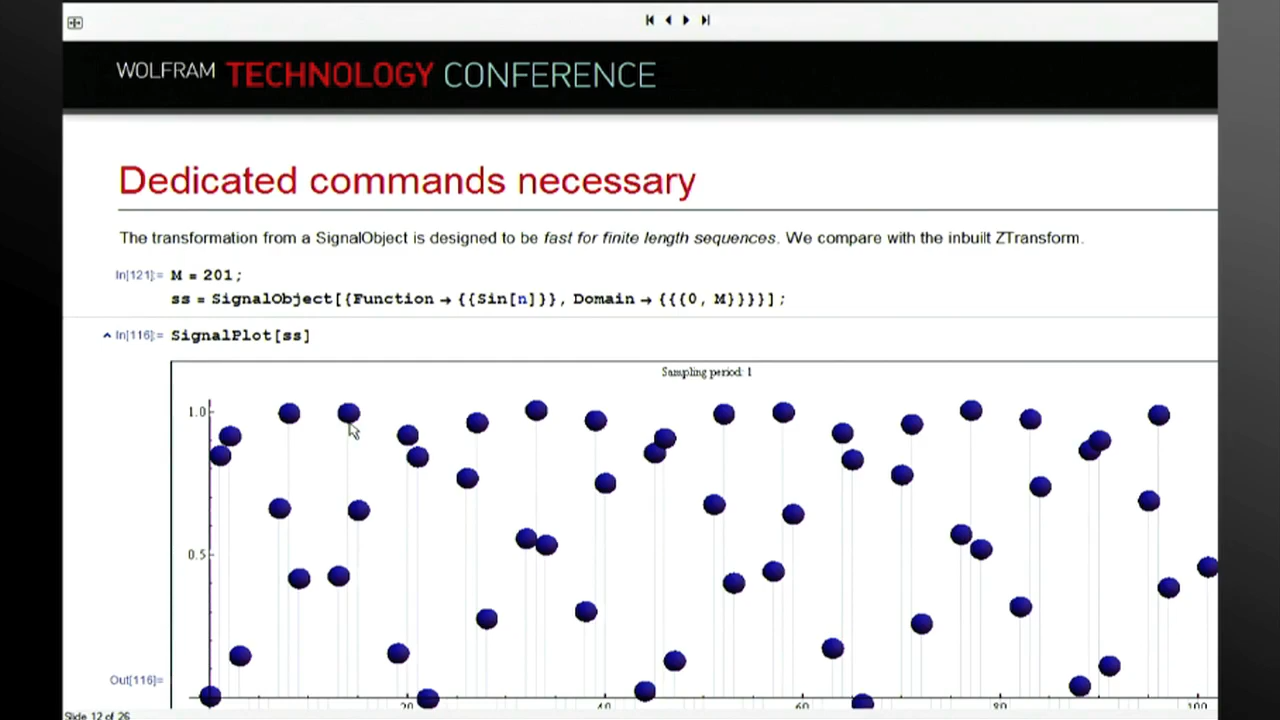 WOLFRAM TECHNOLOGY CONFERENCE
Dedicated commands necessary
The transformation from a SignalObject is designed to be fast for finite length sequences. We compare with the inbuilt ZTransform.
In[121]:= M = 201;
ss = SignalObject[{Function → {{Sin[n]}}, Domain → {{{0, M}}}}];
In[116]:= SignalPlot[ss]
Sampling period: 1
1.0
0.5
Out[116]=
20 40 60 80 100
Slide 12 of 26